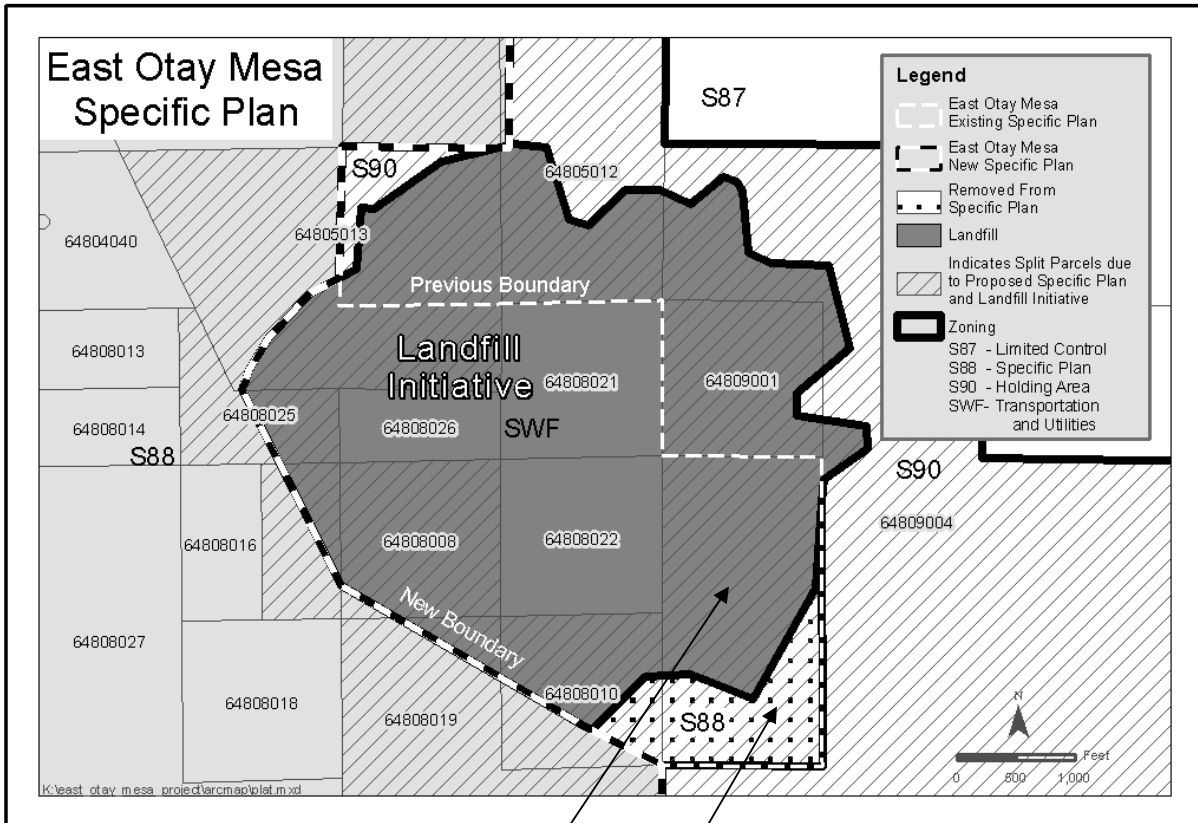 East Otay Mesa
Specific Plan
S87
Legend
East Otay Mesa
Existing Specific Plan
East Otay Mesa
New Specific Plan
Removed From
Specific Plan
Landfill
Indicates Split Parcels due
to Proposed Specific Plan
and Landfill Initiative
Zoning
S87 - Limited Control
S88 - Specific Plan
S90 - Holding Area
SWF- Transportation
and Utilities
S90
64805012
64805013
64804040
Previous Boundary
64808013
Landfill
Initiative
64808021
64809001
64808014
64808025
64808026
SWF
S88
S90
64809004
64808016
64808008
64808022
New Boundary
64808027
64808018
64808019
64808010
S88
N
Feet
0 500 1,000
K:\east_otay_mesa_project\arcmap\plat.mxd